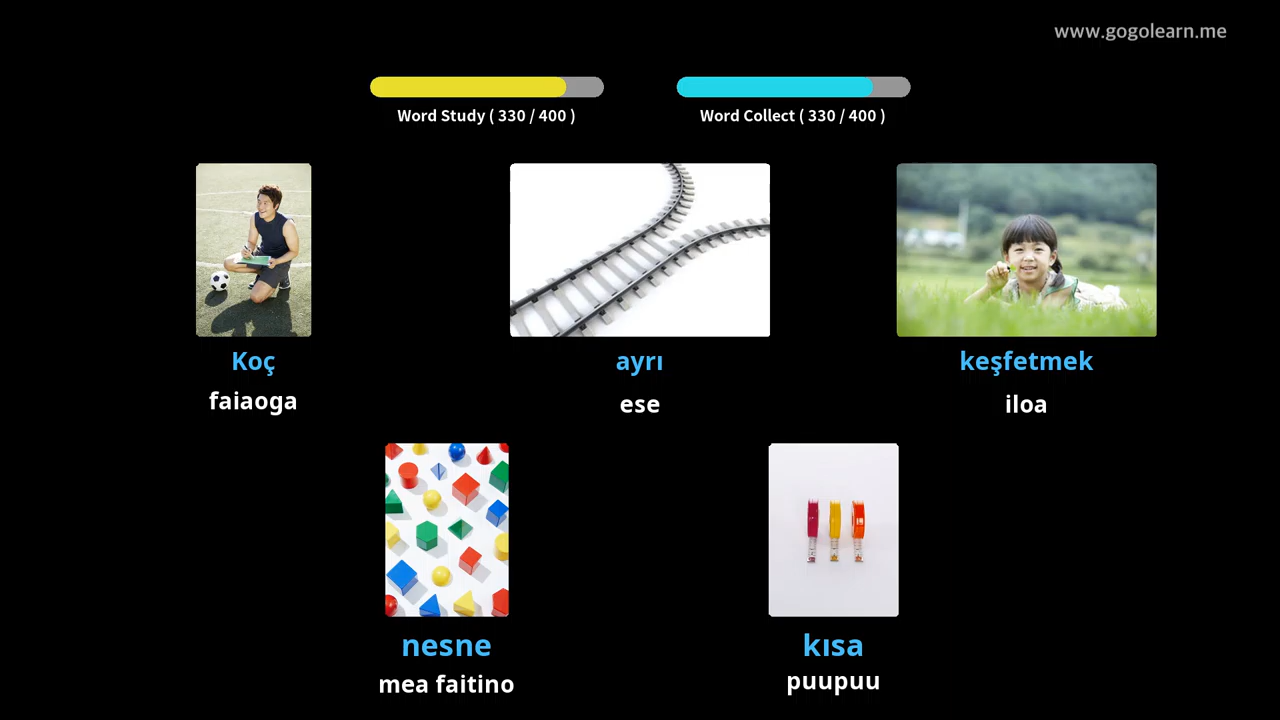 www.gogolearn.me
Word Study ( 330 / 400 )
Word Collect ( 330 / 400 )
Koç
faiaoga
ayrı
ese
keşfetmek
iloa
nesne
mea faitino
kısa
puupuu